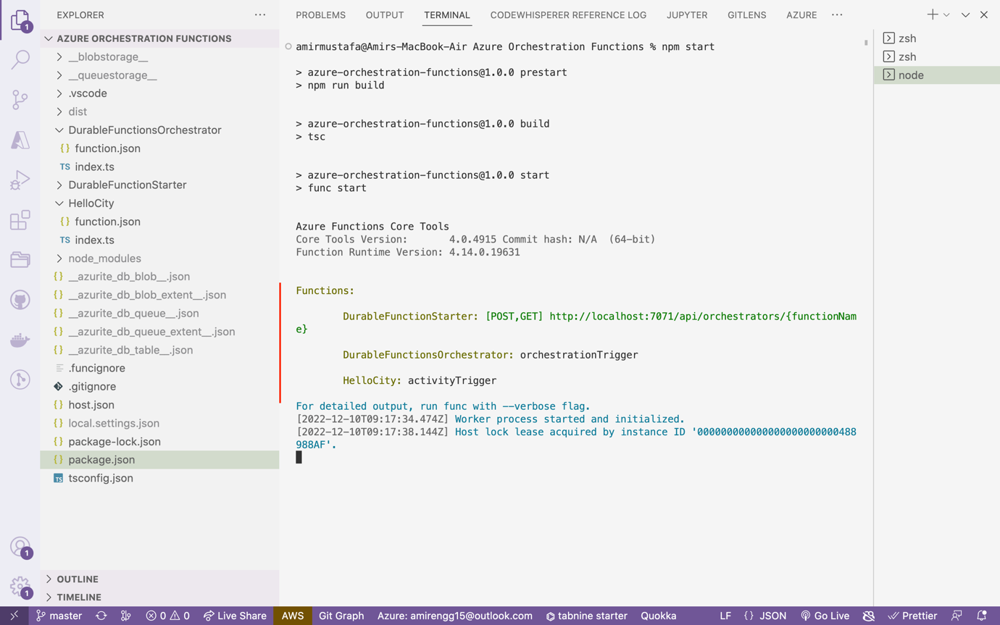 EXPLORER
AZURE ORCHESTRATION FUNCTIONS
__blobstorage__
__queuestorage__
.vscode
dist
DurableFunctionsOrchestrator
{} function.json
TS index.ts
DurableFunctionStarter
HelloCity
{} function.json
TS index.ts
node_modules
{} __azurite_db_blob__.json
{} __azurite_db_blob_extent__.json
{} __azurite_db_queue__.json
{} __azurite_db_queue_extent__.json
{} __azurite_db_table__.json
.funcignore
.gitignore
{} host.json
{} local.settings.json
{} package-lock.json
{} package.json
TS tsconfig.json
OUTLINE
TIMELINE
1
1
1
PROBLEMS OUTPUT TERMINAL CODEWHISPERER REFERENCE LOG JUPYTER GITLENS AZURE ...
amirmustafa@Amirs-MacBook-Air Azure Orchestration Functions % npm start
> azure-orchestration-functions@1.0.0 prestart
> npm run build
> azure-orchestration-functions@1.0.0 build
> tsc
> azure-orchestration-functions@1.0.0 start
> func start
Azure Functions Core Tools
Core Tools Version:       4.0.4915 Commit hash: N/A  (64-bit)
Function Runtime Version: 4.14.0.19631
Functions:
DurableFunctionStarter: [POST,GET] http://localhost:7071/api/orchestrators/{functionNam
e}
DurableFunctionsOrchestrator: orchestrationTrigger
HelloCity: activityTrigger
For detailed output, run func with --verbose flag.
[2022-12-10T09:17:34.474Z] Worker process started and initialized.
[2022-12-10T09:17:38.144Z] Host lock lease acquired by instance ID '000000000000000000000000488
988AF'.
zsh
zsh
node
master 0 0 Live Share AWS Git Graph Azure: amirengg15@outlook.com tabnine starter Quokka LF {} JSON Go Live Prettier